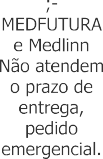 ;-
MEDFUTURA
e Medlinn
Não atendem
o prazo de
entrega,
pedido
emergencial.